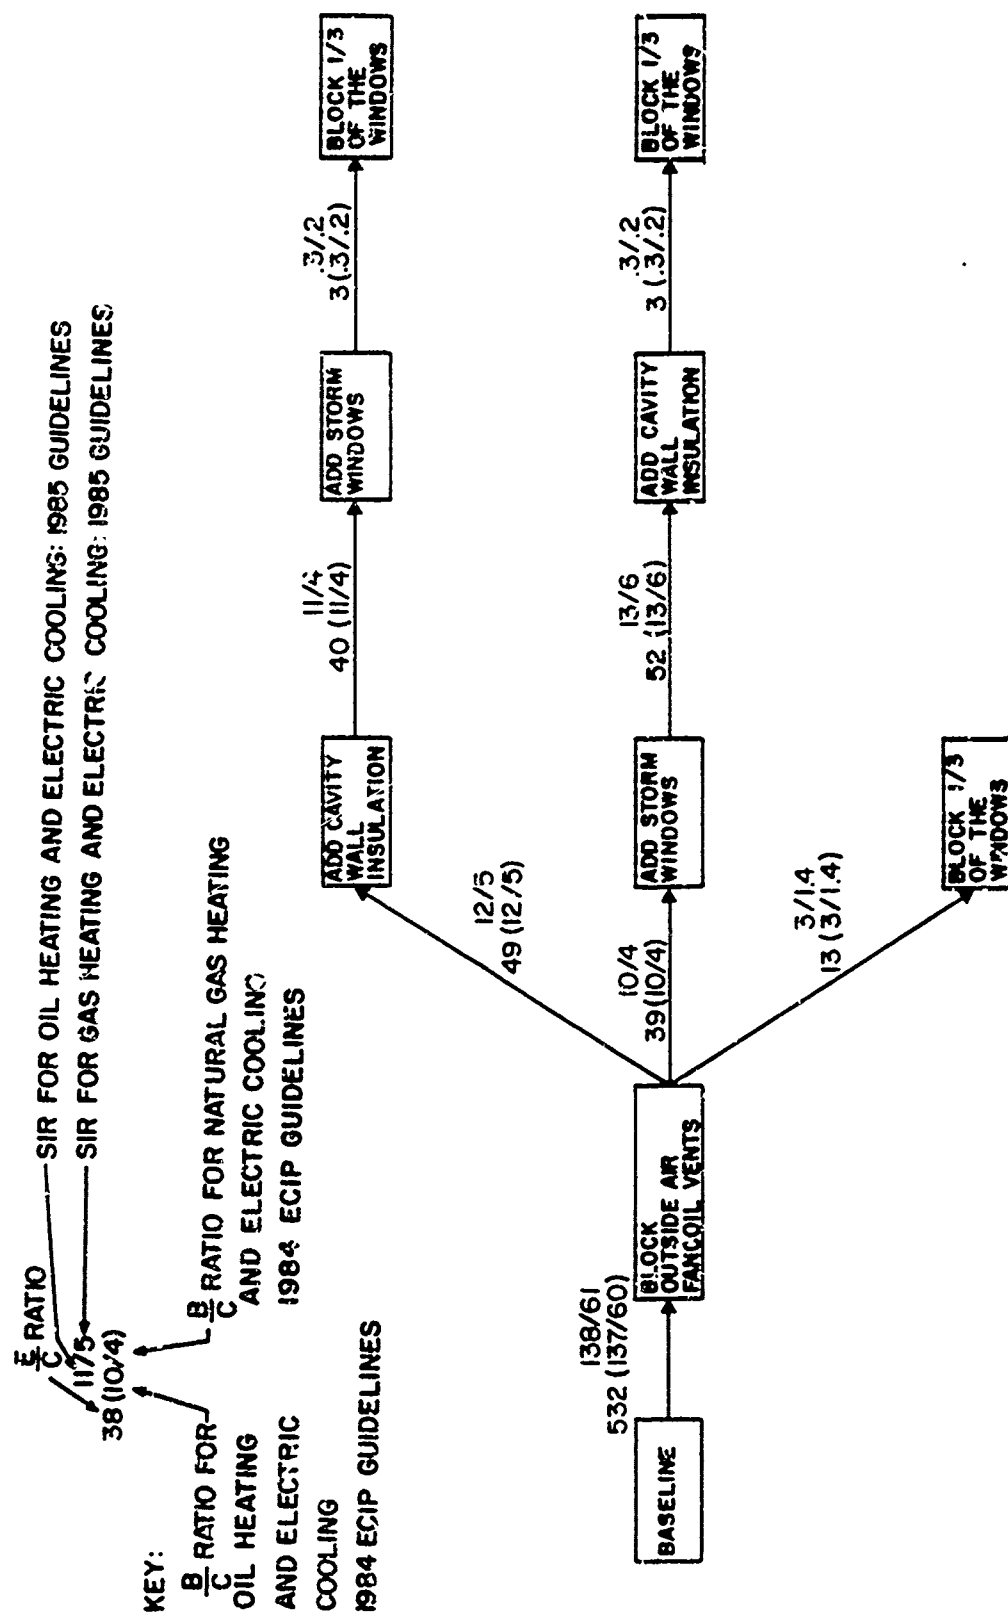 KEY:
E/C RATIO
11/5
38 (10/4)
SIR FOR OIL HEATING AND ELECTRIC COOLING: 1985 GUIDELINES
SIR FOR GAS HEATING AND ELECTRIC COOLING: 1985 GUIDELINES
B/C RATIO FOR
OIL HEATING
AND ELECTRIC
COOLING
1984 ECIP GUIDELINES
B/C RATIO FOR NATURAL GAS HEATING
AND ELECTRIC COOLING
1984 ECIP GUIDELINES
BASELINE
138/61
532 (137/60)
BLOCK
OUTSIDE AIR
FANCOIL VENTS
12/5
49 (12/5)
ADD CAVITY
WALL
INSULATION
11/4
40 (11/4)
ADD STORM
WINDOWS
.3/.2
3 (.3/.2)
BLOCK 1/3
OF THE
WINDOWS
10/4
39 (10/4)
ADD STORM
WINDOWS
13/6
52 (13/6)
ADD CAVITY
WALL
INSULATION
.3/.2
3 (.3/.2)
BLOCK 1/3
OF THE
WINDOWS
3/1.4
13 (3/1.4)
BLOCK 1/3
OF THE
WINDOWS